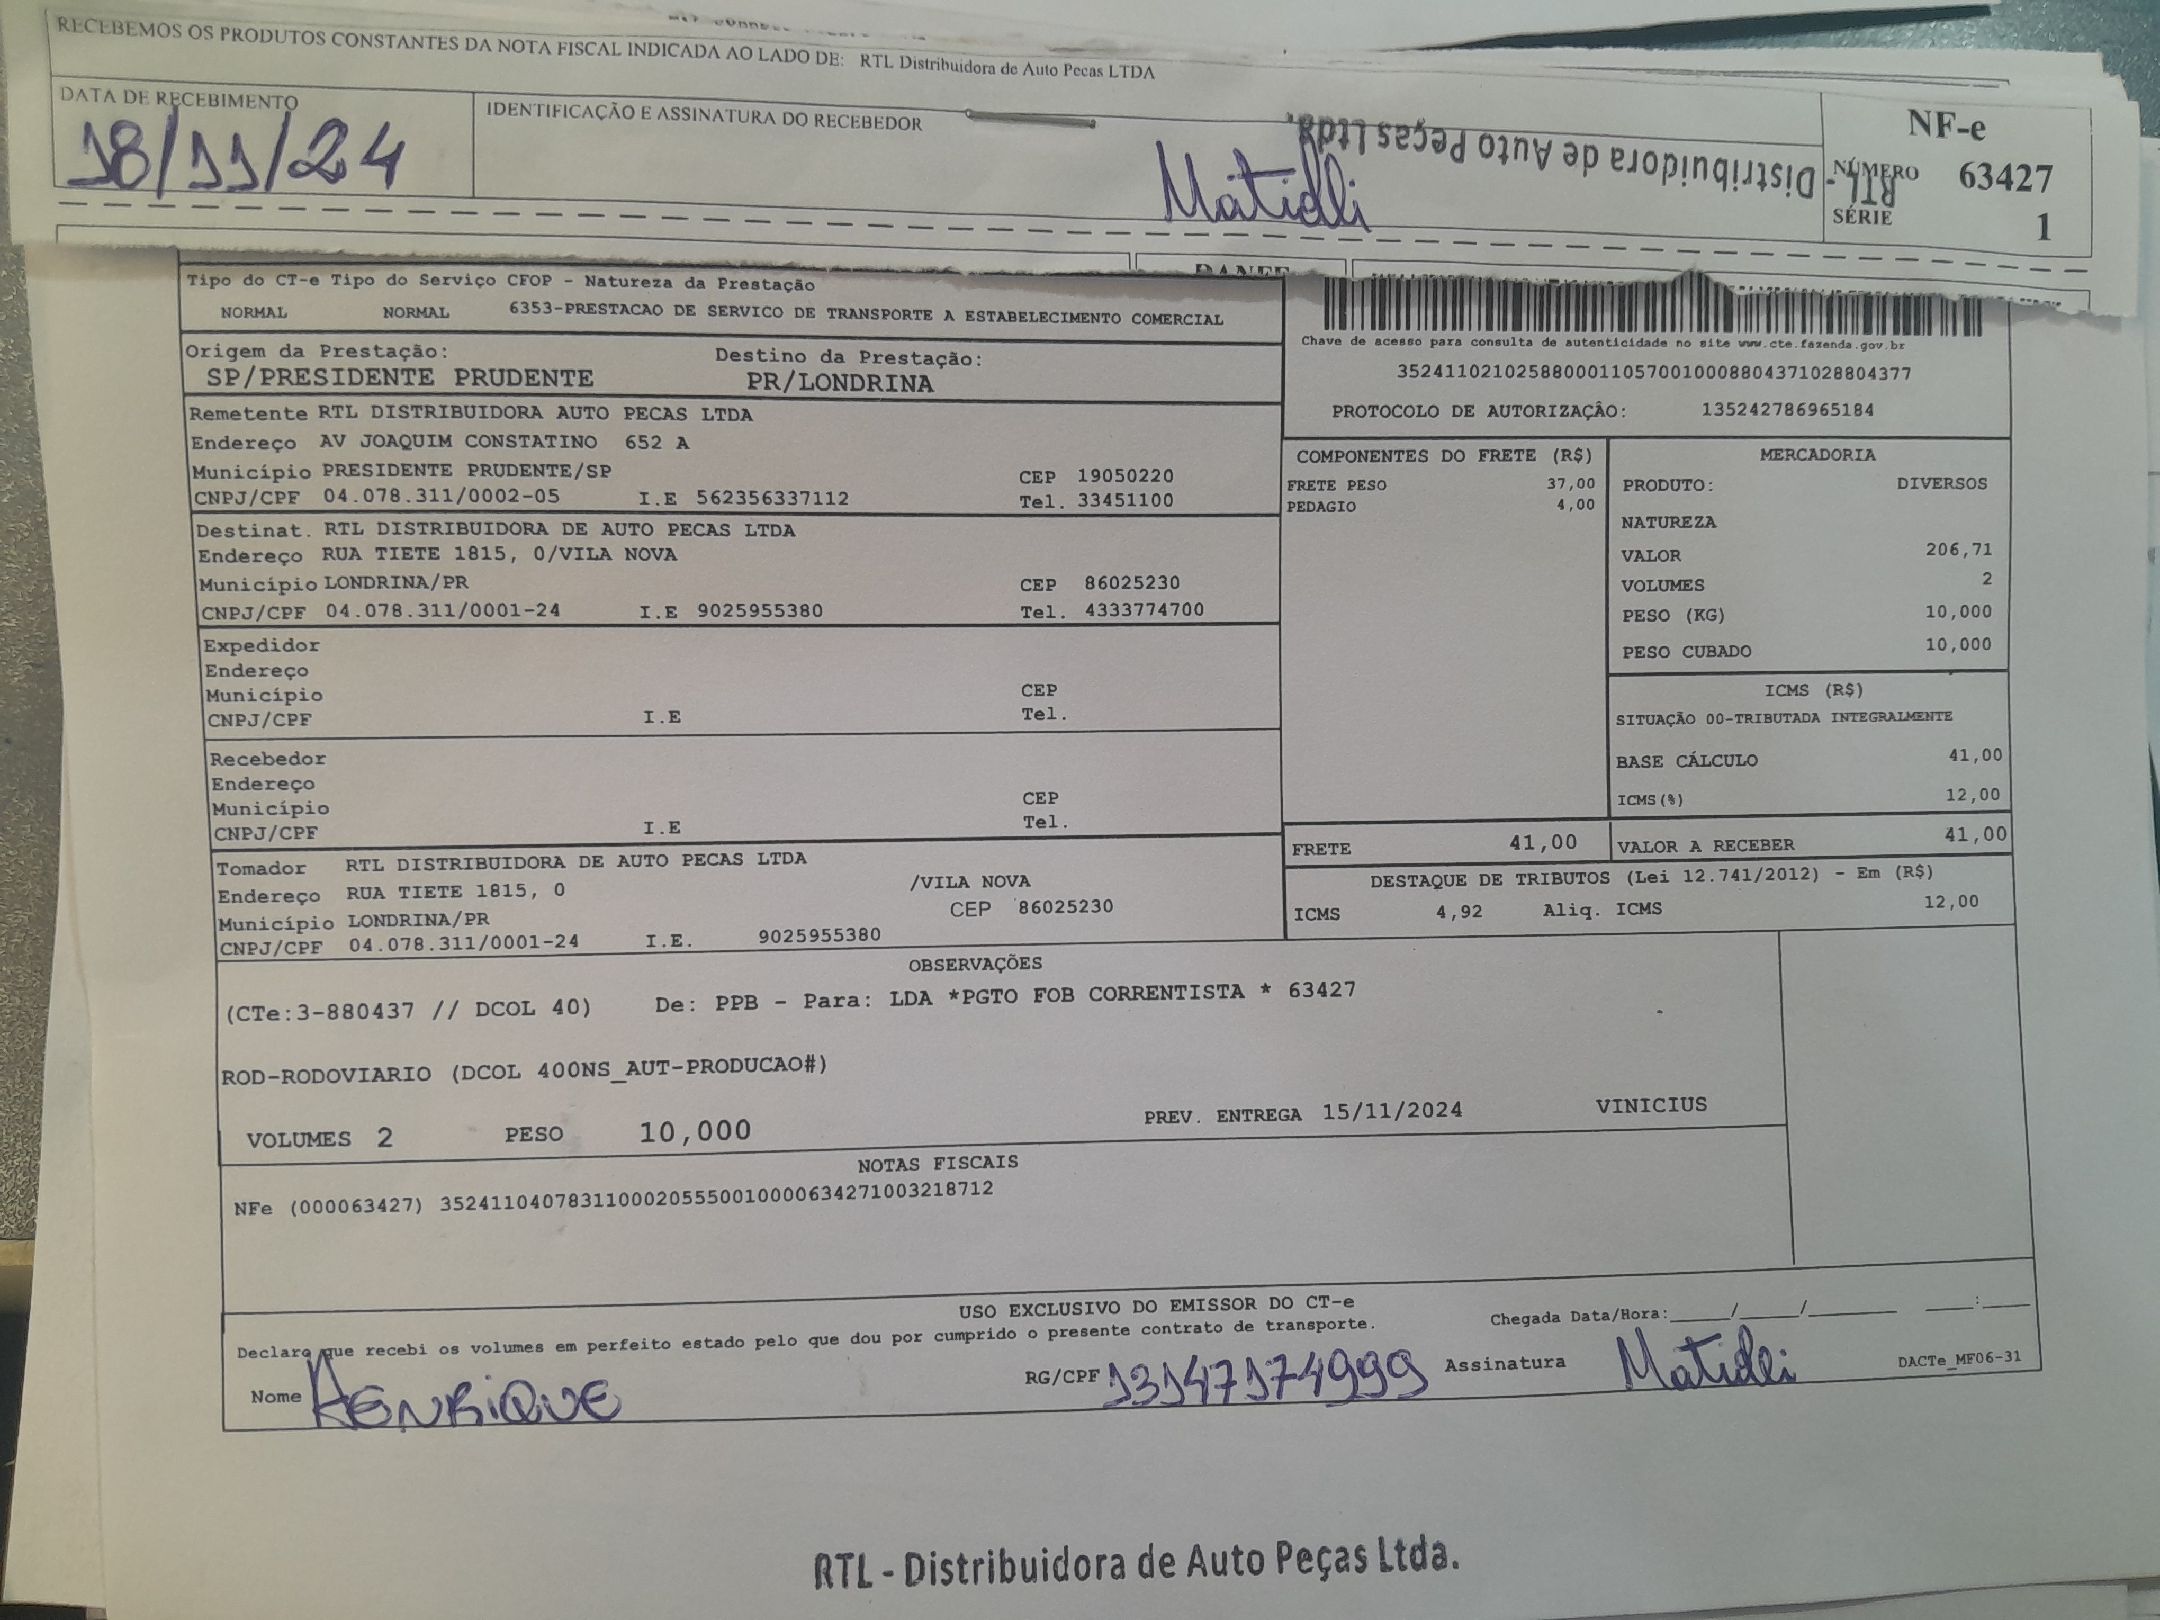 RECEBEMOS OS PRODUTOS CONSTANTES DA NOTA FISCAL INDICADA AO LADO DE: RTL Distribuidora de Auto Pecas LTDA
DATA DE RECEBIMENTO
18/11/24
IDENTIFICAÇÃO E ASSINATURA DO RECEBEDOR
Matielli
RTL - Distribuidora de Auto Peças Ltda.
NF-e
NÚMERO 63427
SÉRIE 1
DANFE
Tipo do CT-e Tipo do Serviço CFOP - Natureza da Prestação
NORMAL NORMAL 6353-PRESTACAO DE SERVICO DE TRANSPORTE A ESTABELECIMENTO COMERCIAL
Origem da Prestação: Destino da Prestação:
SP/PRESIDENTE PRUDENTE PR/LONDRINA
Chave de acesso para consulta de autenticidade no site www.cte.fazenda.gov.br
35241102102588000110570010008804371028804377
PROTOCOLO DE AUTORIZAÇÃO: 135242786965184
Remetente RTL DISTRIBUIDORA AUTO PECAS LTDA
Endereço AV JOAQUIM CONSTATINO 652 A
Município PRESIDENTE PRUDENTE/SP CEP 19050220
CNPJ/CPF 04.078.311/0002-05 I.E 562356337112 Tel. 33451100
Destinat. RTL DISTRIBUIDORA DE AUTO PECAS LTDA
Endereço RUA TIETE 1815, 0/VILA NOVA
Município LONDRINA/PR CEP 86025230
CNPJ/CPF 04.078.311/0001-24 I.E 9025955380 Tel. 4333774700
Expedidor
Endereço
Município CEP
CNPJ/CPF I.E Tel.
Recebedor
Endereço
Município CEP
CNPJ/CPF I.E Tel.
Tomador RTL DISTRIBUIDORA DE AUTO PECAS LTDA
Endereço RUA TIETE 1815, 0 /VILA NOVA
Município LONDRINA/PR CEP 86025230
CNPJ/CPF 04.078.311/0001-24 I.E. 9025955380
COMPONENTES DO FRETE (R$)
FRETE PESO 37,00
PEDAGIO 4,00
MERCADORIA
PRODUTO: DIVERSOS
NATUREZA
VALOR 206,71
VOLUMES 2
PESO (KG) 10,000
PESO CUBADO 10,000
ICMS (R$)
SITUAÇÃO 00-TRIBUTADA INTEGRALMENTE
BASE CÁLCULO 41,00
ICMS(%) 12,00
FRETE 41,00 VALOR A RECEBER 41,00
DESTAQUE DE TRIBUTOS (Lei 12.741/2012) - Em (R$)
ICMS 4,92 Aliq. ICMS 12,00
OBSERVAÇÕES
(CTe:3-880437 // DCOL 40) De: PPB - Para: LDA *PGTO FOB CORRENTISTA * 63427
ROD-RODOVIARIO (DCOL 400NS_AUT-PRODUCAO#)
VOLUMES 2 PESO 10,000 PREV. ENTREGA 15/11/2024 VINICIUS
NOTAS FISCAIS
NFe (000063427) 35241104078311000205550010000634271003218712
USO EXCLUSIVO DO EMISSOR DO CT-e
Declaro que recebi os volumes em perfeito estado pelo que dou por cumprido o presente contrato de transporte. Chegada Data/Hora:____/____/______ ___:___
Nome HENRIQUE RG/CPF 13147174999 Assinatura Matielli DACTe_MF06-31
RTL - Distribuidora de Auto Peças Ltda.